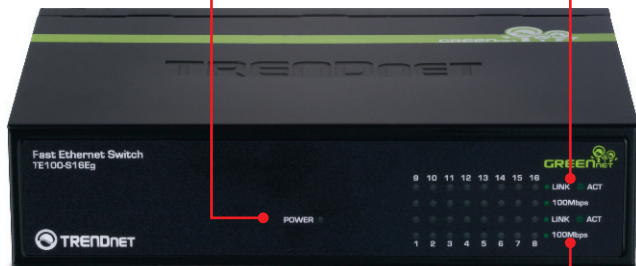 GREENNET
TRENDNET
Fast Ethernet Switch
TE100-S16Eg
GREENNET
9 10 11 12 13 14 15 16
LINK ACT
100Mbps
POWER
LINK ACT
100Mbps
1 2 3 4 5 6 7 8
TRENDNET